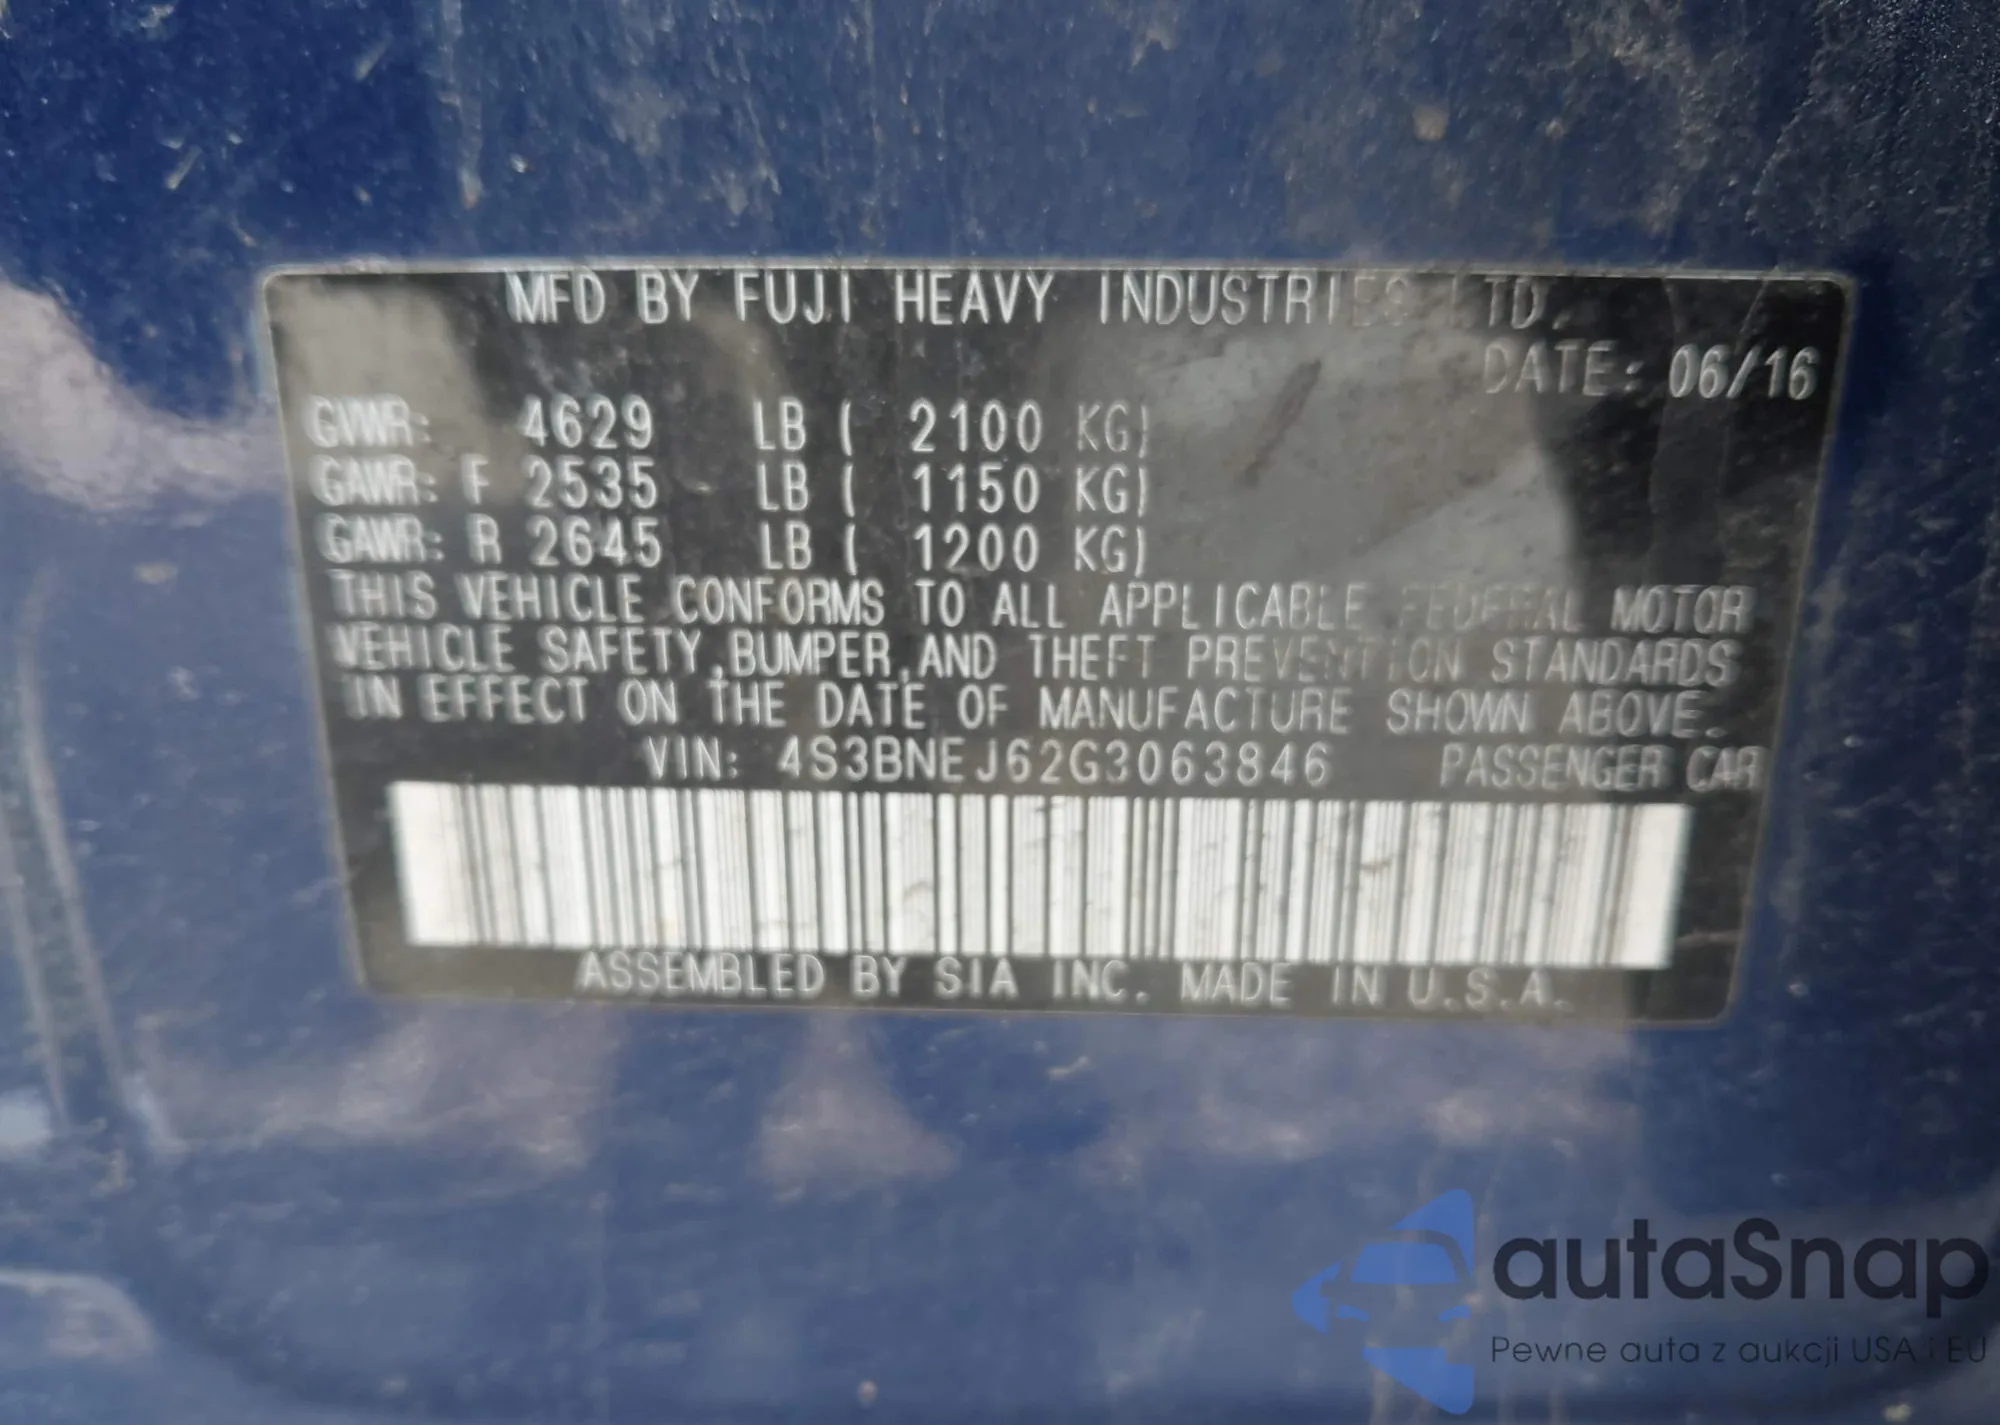 MFD BY FUJI HEAVY INDUSTRIES LTD.
DATE: 06/16
GVWR: 4629 LB ( 2100 KG)
GAWR: F 2535 LB ( 1150 KG)
GAWR: R 2645 LB ( 1200 KG)
THIS VEHICLE CONFORMS TO ALL APPLICABLE FEDERAL MOTOR
VEHICLE SAFETY,BUMPER,AND THEFT PREVENTION STANDARDS
IN EFFECT ON THE DATE OF MANUFACTURE SHOWN ABOVE.
VIN: 4S3BNEJ62G3063846 PASSENGER CAR
ASSEMBLED BY SIA INC. MADE IN U.S.A.
autaSnap
Pewne auta z aukcji USA i EU